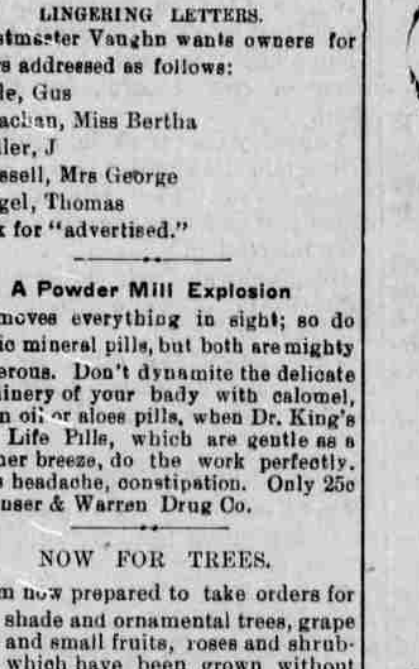 LINGERING LETTERS.
stmaster Vaughn wants owners for
rs addressed as follows:
le, Gus
achan, Miss Bertha
ller, J
ssell, Mrs George
gel, Thomas
k for "advertised."
A Powder Mill Explosion
moves everything in sight; so do
ic mineral pills, but both are mighty
erous. Don't dynamite the delicate
inery of your bady with calomel,
n oil or aloes pills, when Dr. King's
Life Pills, which are gentle as a
ner breeze, do the work perfectly.
s headache, constipation. Only 25c
user & Warren Drug Co.
NOW FOR TREES.
m now prepared to take orders for
shade and ornamental trees, grape
and small fruits, roses and shrub-
which have been grown without